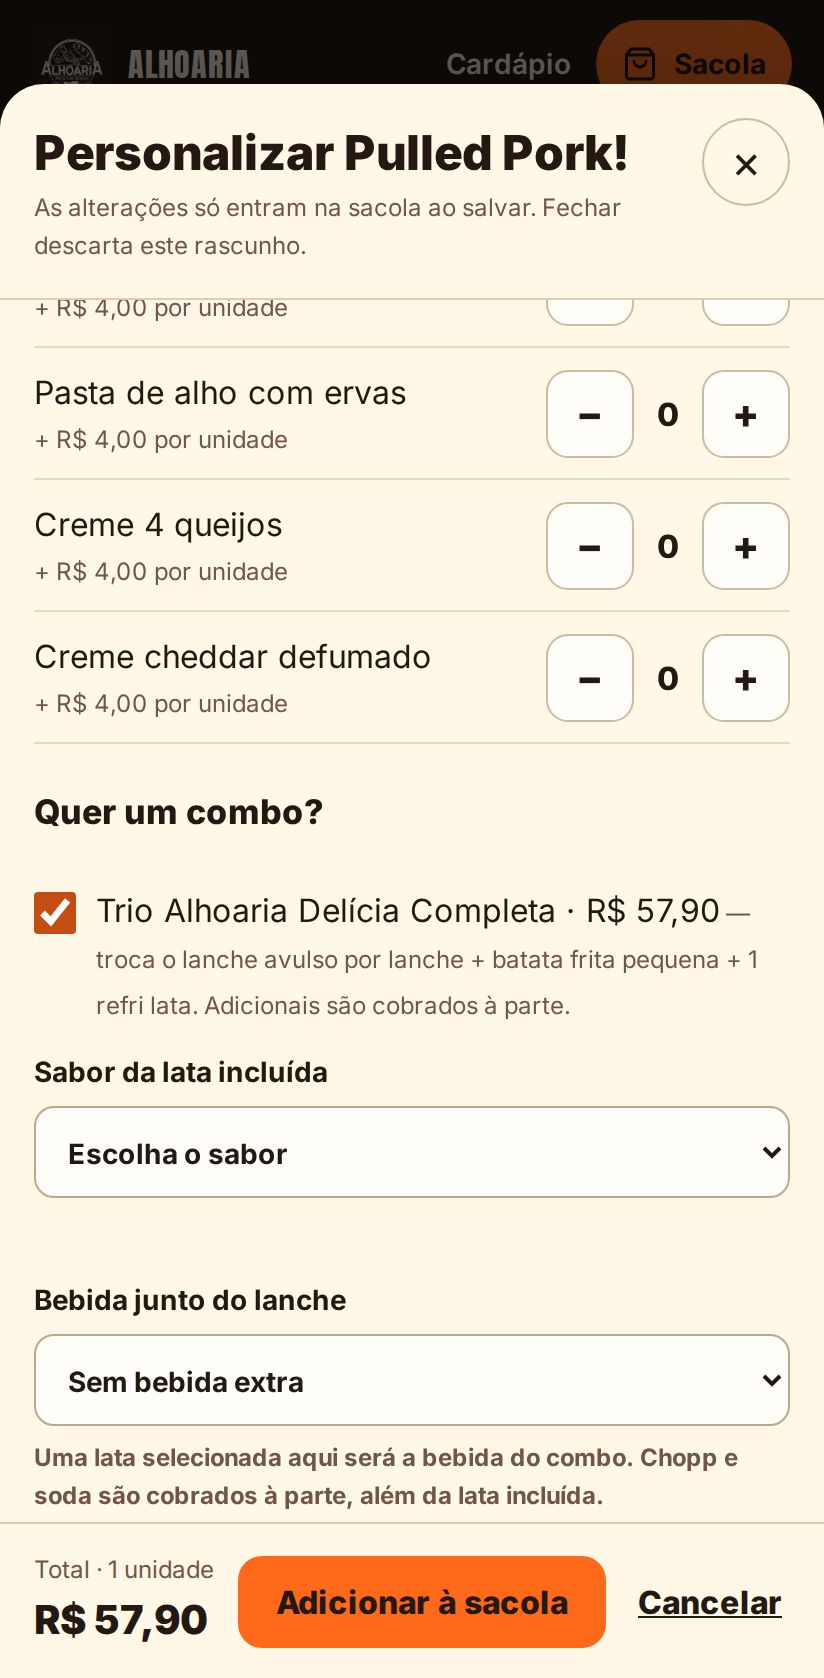 ALHOARIA
ALHOARIA
Cardápio
Sacola
Personalizar Pulled Pork!
×
As alterações só entram na sacola ao salvar. Fechar
descarta este rascunho.
+ R$ 4,00 por unidade
Pasta de alho com ervas
+ R$ 4,00 por unidade
− 0 +
Creme 4 queijos
+ R$ 4,00 por unidade
− 0 +
Creme cheddar defumado
+ R$ 4,00 por unidade
− 0 +
Quer um combo?
Trio Alhoaria Delícia Completa · R$ 57,90 —
troca o lanche avulso por lanche + batata frita pequena + 1
refri lata. Adicionais são cobrados à parte.
Sabor da lata incluída
Escolha o sabor
Bebida junto do lanche
Sem bebida extra
Uma lata selecionada aqui será a bebida do combo. Chopp e
soda são cobrados à parte, além da lata incluída.
Total · 1 unidade
R$ 57,90
Adicionar à sacola
Cancelar